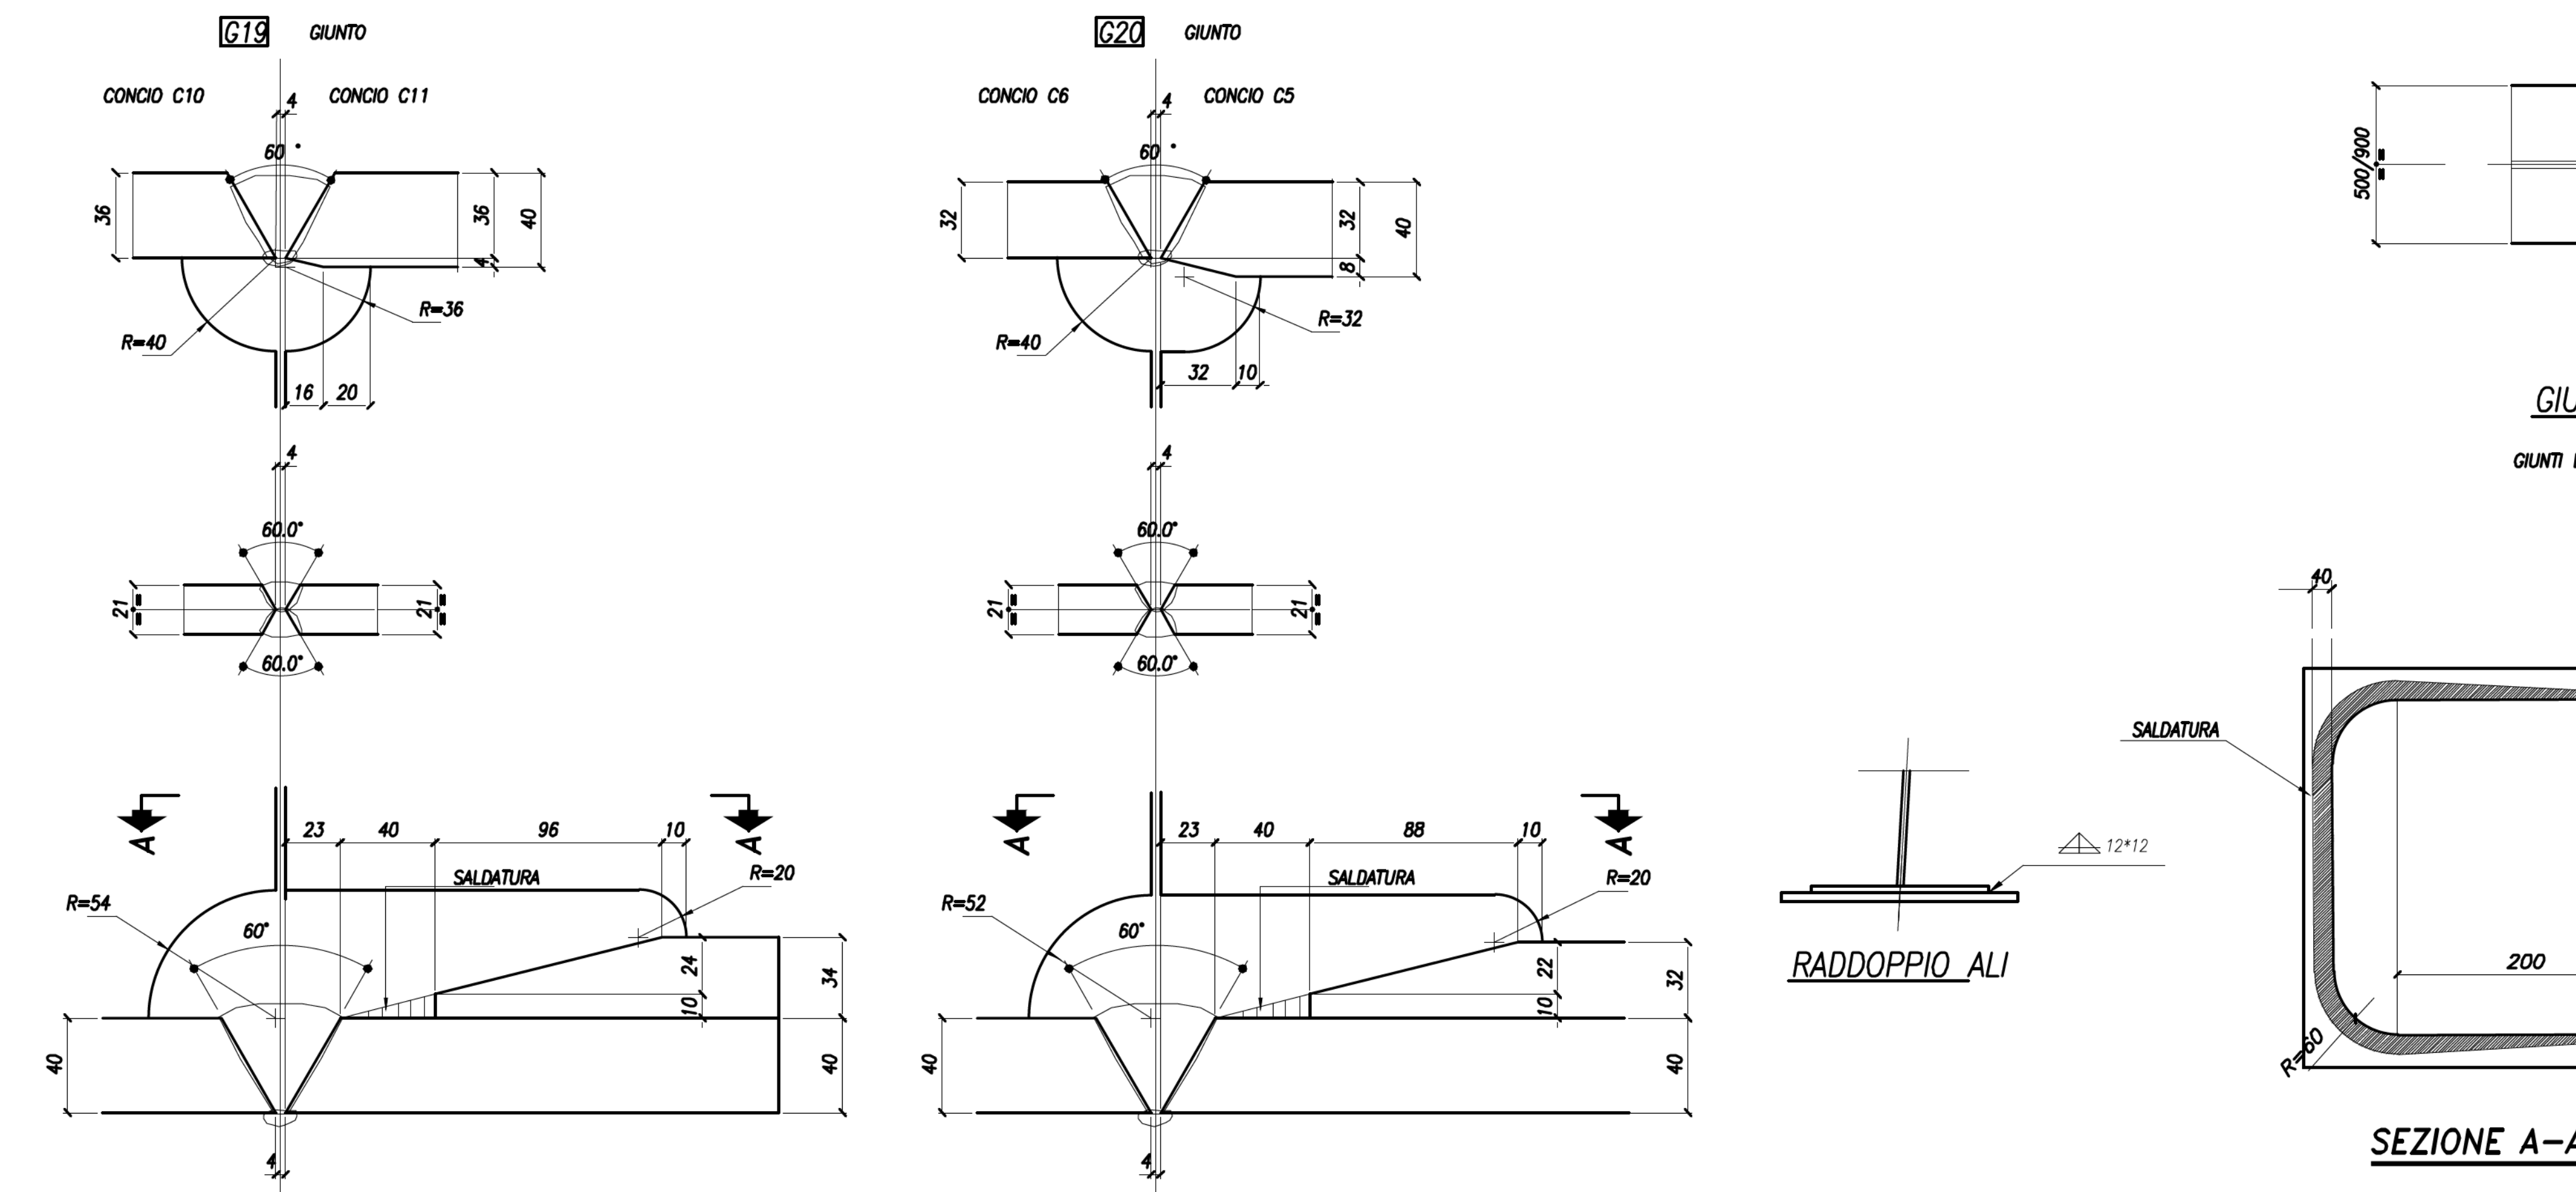 G19 GIUNTO
CONCIO C10
CONCIO C11
4
60°
36
36
40
4
R=36
R=40
16
20
4
60.0°
21 = =
21 = =
60.0°
A
A
23
40
96
10
SALDATURA
R=20
R=54
60°
24
10
34
40
40
4
G20 GIUNTO
CONCIO C6
CONCIO C5
4
60°
32
32
40
8
R=32
R=40
32
10
4
60.0°
21 = =
21 = =
60.0°
A
A
23
40
88
10
SALDATURA
R=20
R=52
60°
22
10
32
40
40
4
12*12
RADDOPPIO ALI
500/900 = =
GIU
GIUNTI
40
SALDATURA
200
R=60
SEZIONE A-A